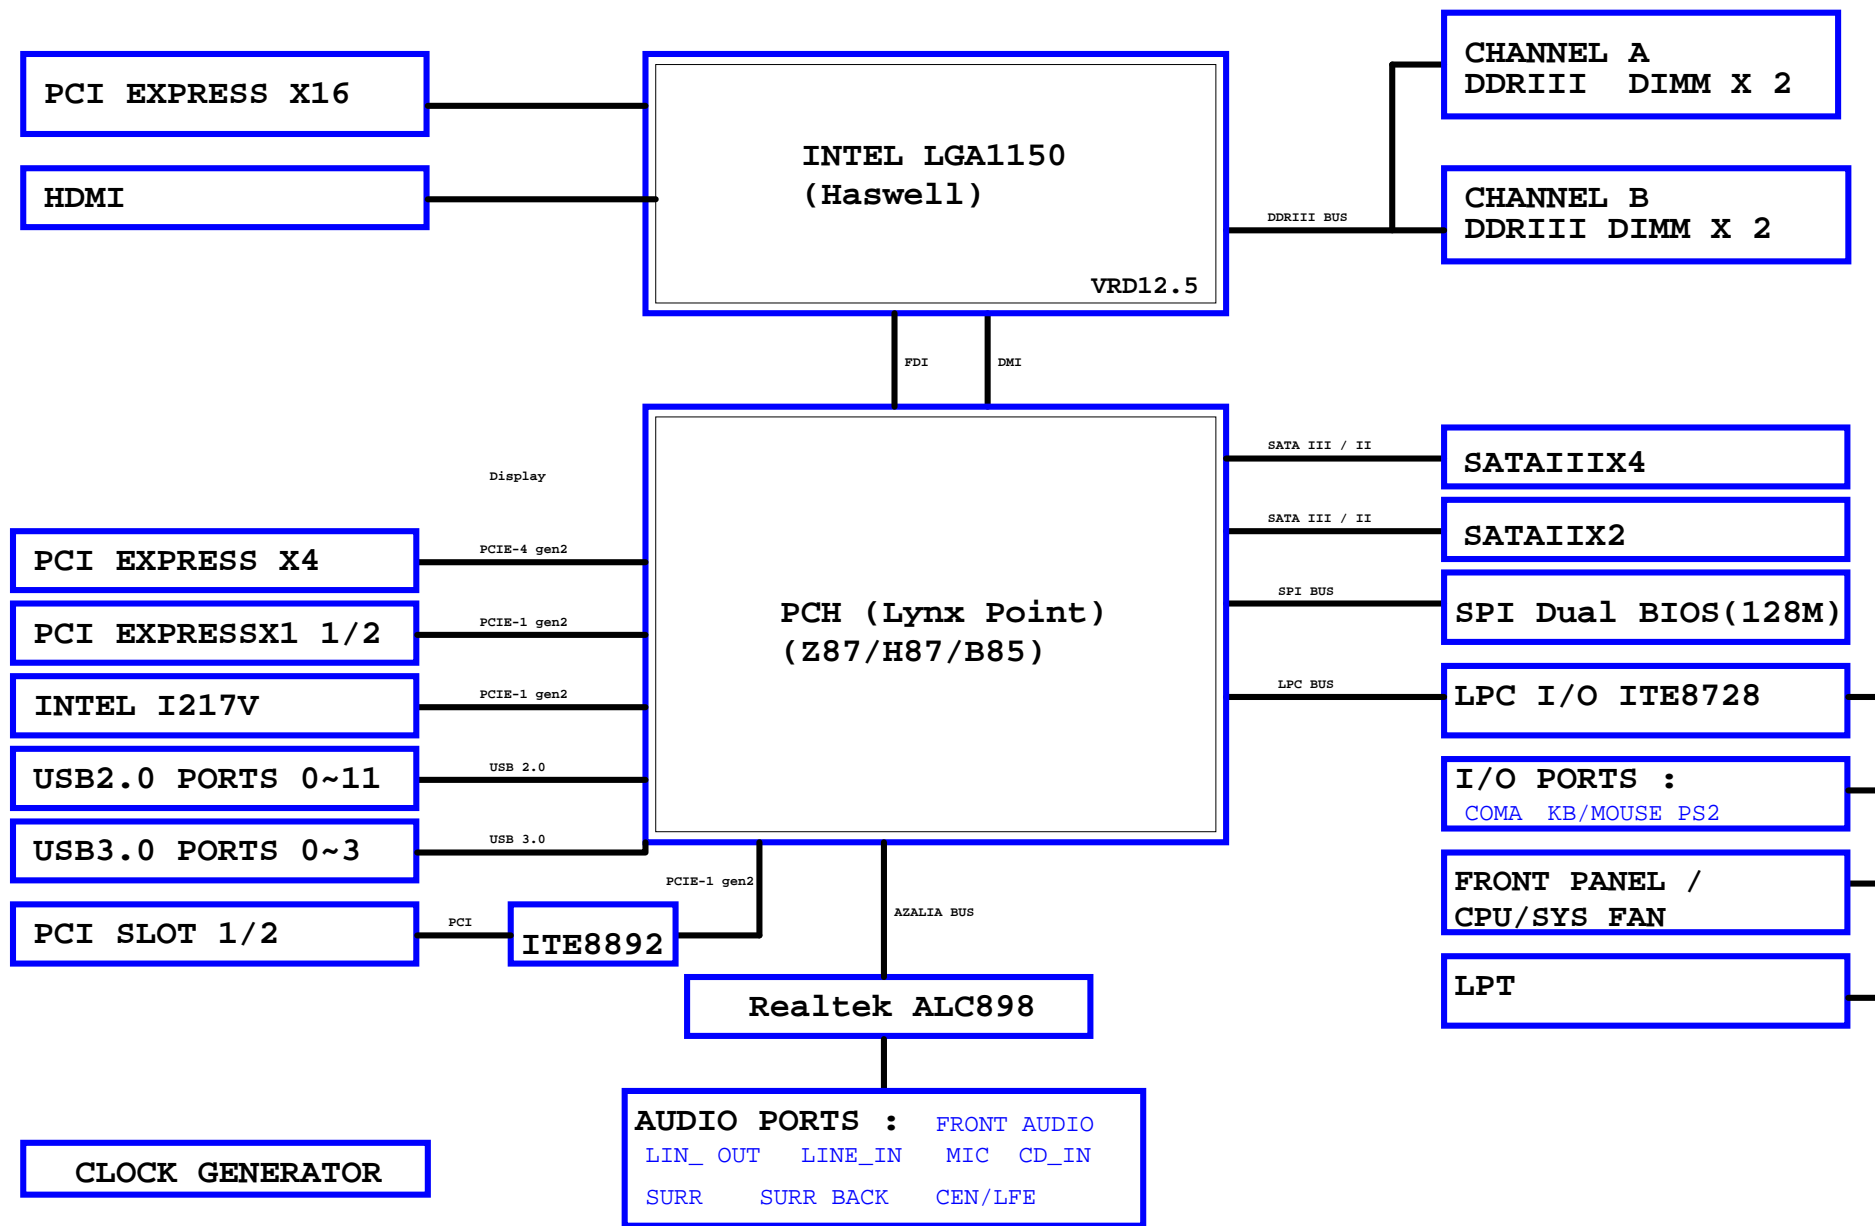 PCI EXPRESS X16
HDMI
INTEL LGA1150
(Haswell)
VRD12.5
DDRIII BUS
CHANNEL A
DDRIII DIMM X 2
CHANNEL B
DDRIII DIMM X 2
FDI
DMI
Display
PCI EXPRESS X4
PCIE-4 gen2
PCI EXPRESSX1 1/2
PCIE-1 gen2
INTEL I217V
PCIE-1 gen2
USB2.0 PORTS 0~11
USB 2.0
USB3.0 PORTS 0~3
USB 3.0
PCI SLOT 1/2
PCI
ITE8892
PCIE-1 gen2
PCH (Lynx Point)
(Z87/H87/B85)
SATA III / II
SATAIIIX4
SATA III / II
SATAIIX2
SPI BUS
SPI Dual BIOS(128M)
LPC BUS
LPC I/O ITE8728
I/O PORTS :
COMA KB/MOUSE PS2
FRONT PANEL /
CPU/SYS FAN
LPT
AZALIA BUS
Realtek ALC898
AUDIO PORTS : FRONT AUDIO
LIN_ OUT LINE_IN MIC CD_IN
SURR SURR BACK CEN/LFE
CLOCK GENERATOR